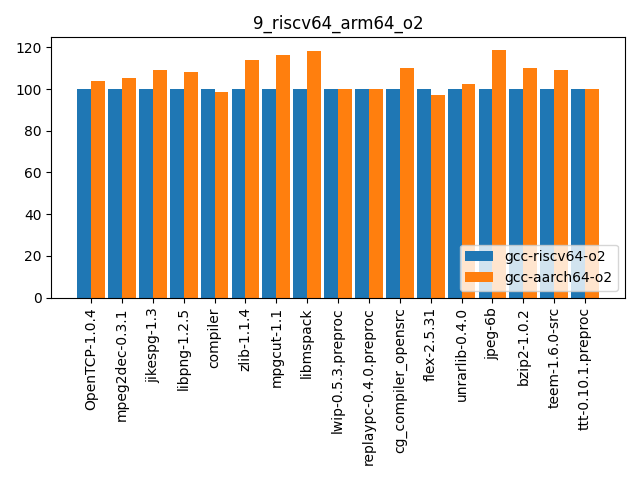 9_riscv64_arm64_o2
120
100
80
60
40
20
0
gcc-riscv64-o2
gcc-aarch64-o2
OpenTCP-1.0.4
mpeg2dec-0.3.1
jikespg-1.3
libpng-1.2.5
compiler
zlib-1.1.4
mpgcut-1.1
libmspack
lwip-0.5.3.preproc
replaypc-0.4.0.preproc
cg_compiler_opensrc
flex-2.5.31
unrarlib-0.4.0
jpeg-6b
bzip2-1.0.2
teem-1.6.0-src
ttt-0.10.1.preproc